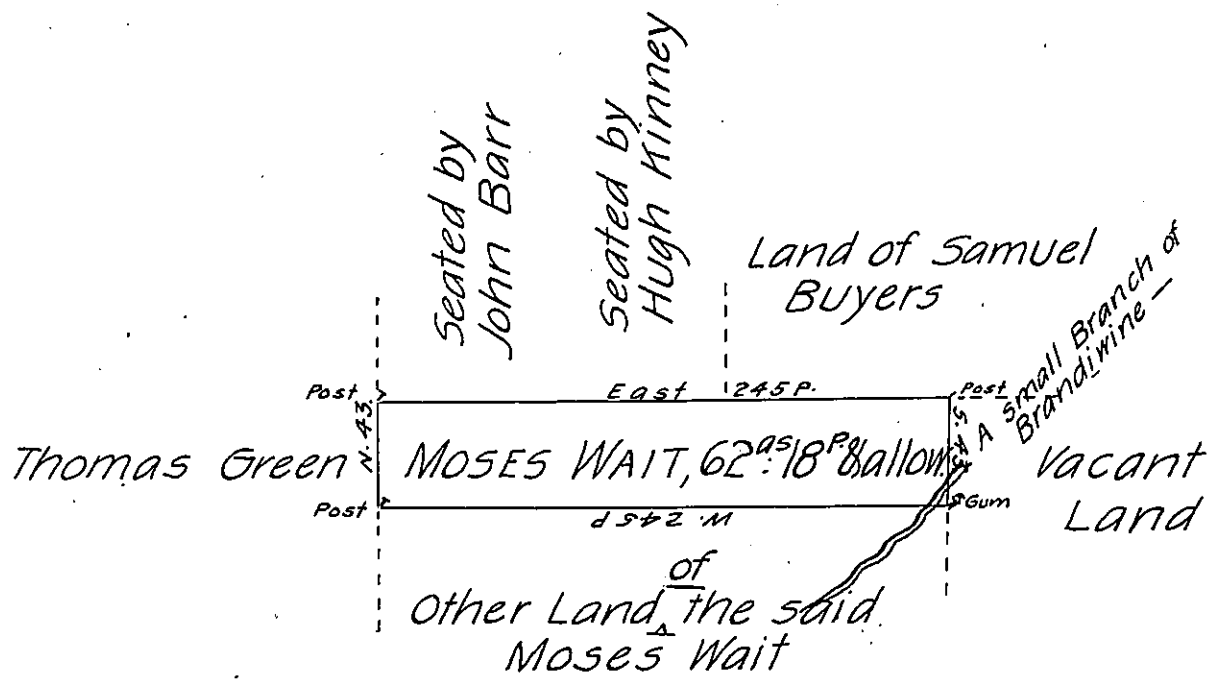 Seated by
John Barr
Seated by
Hugh Kinney
Land of Samuel
Buyers
A small Branch of
Brandiwine —
Post
East 245 P.
Post
N. 43.
S. 43
Thomas Green
MOSES WAIT, 62as: 18P. & allow.
Vacant
Land
Post
W. 245 P
Gum
of
Other Land ^ the said
Moses Wait